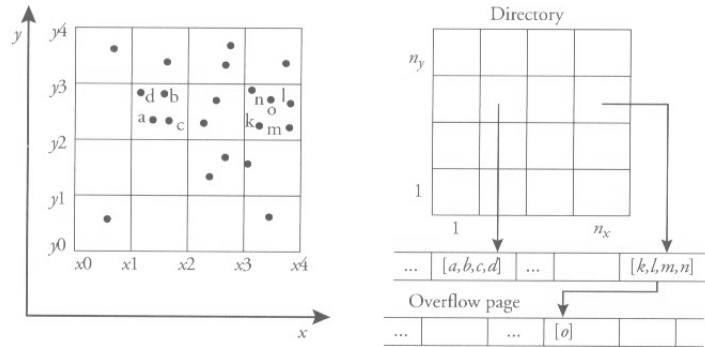 y
y4
y3
y2
y1
y0
x0 x1 x2 x3 x4
x
d b
a c
n l
o
k m
Directory
n_y
1
1 n_x
... [a,b,c,d] ... [k,l,m,n]
Overflow page
... ... [o]